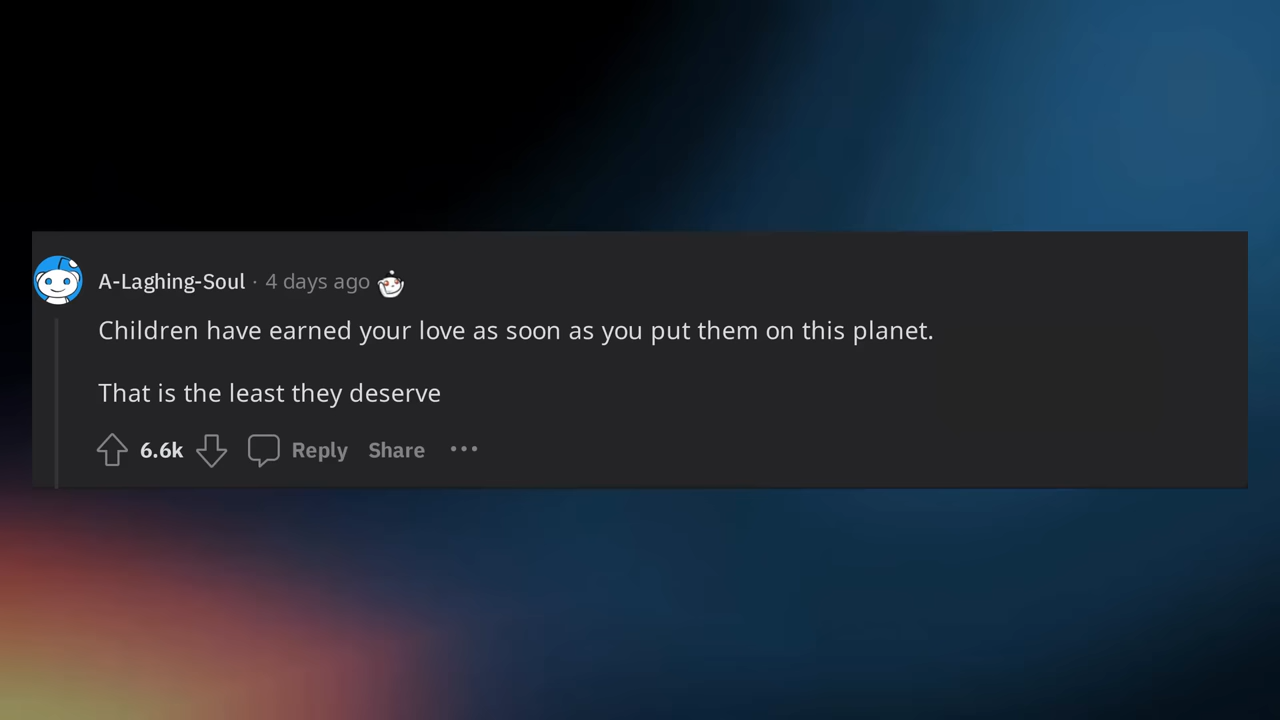 A-Laghing-Soul · 4 days ago
Children have earned your love as soon as you put them on this planet.
That is the least they deserve
6.6k Reply Share ···